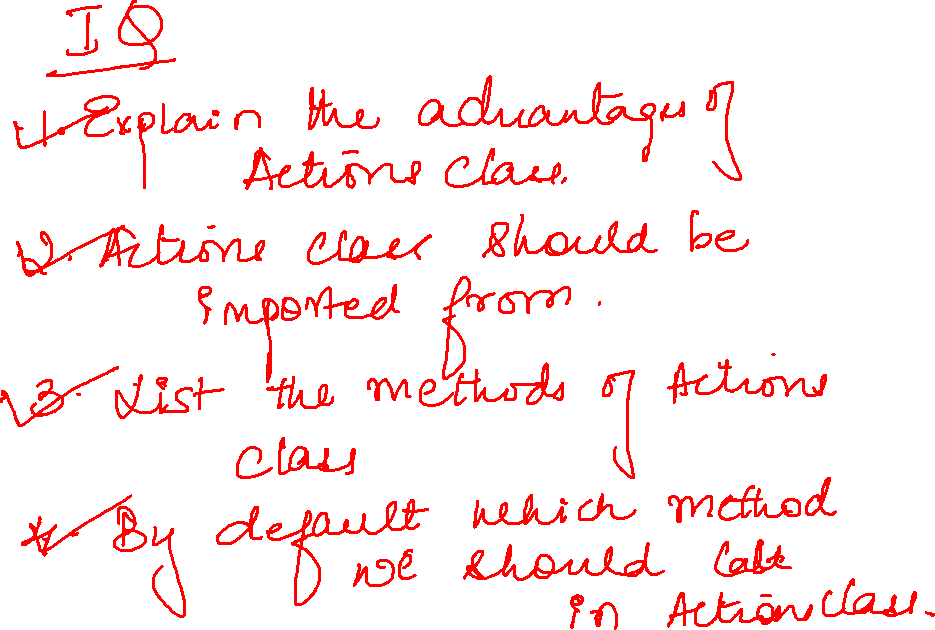 IQ
1. Explain the advantages of
Actions class.
2. Actions class should be
imported from.
3. List the methods of Actions
class
4. By default which method
we should call
in Actions class.